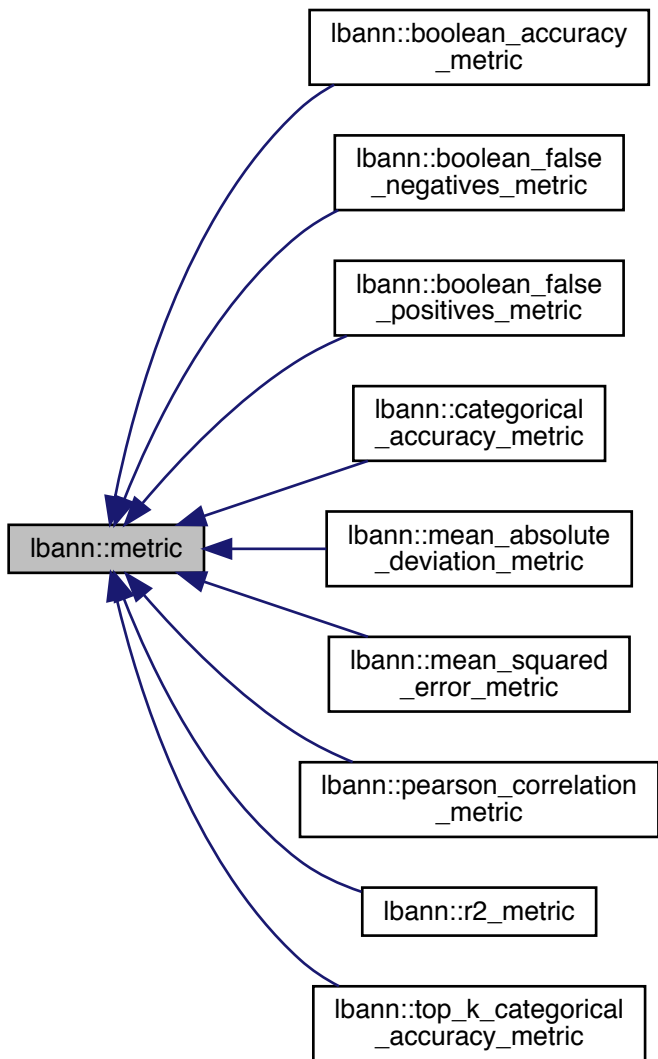 lbann::boolean_accuracy
_metric
lbann::boolean_false
_negatives_metric
lbann::boolean_false
_positives_metric
lbann::categorical
_accuracy_metric
lbann::metric
lbann::mean_absolute
_deviation_metric
lbann::mean_squared
_error_metric
lbann::pearson_correlation
_metric
lbann::r2_metric
lbann::top_k_categorical
_accuracy_metric